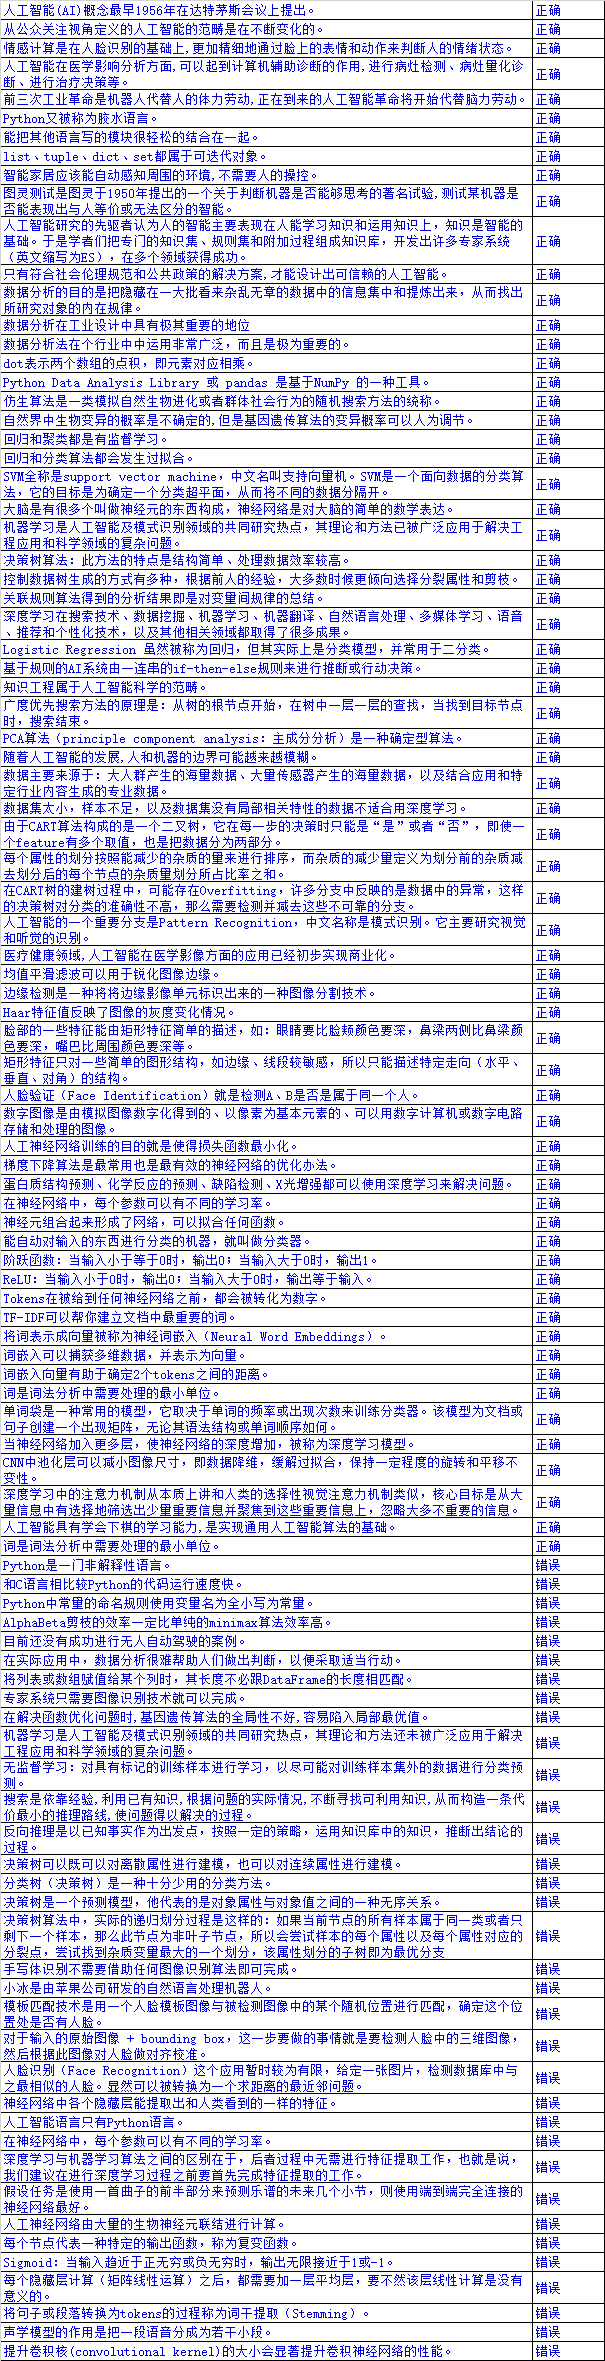 人工智能(AI)概念最早1956年在达特茅斯会议上提出。 正确
从公众关注视角定义的人工智能的范畴是在不断变化的。 正确
情感计算是在人脸识别的基础上,更加精细地通过脸上的表情和动作来判断人的情绪状态。 正确
人工智能在医学影响分析方面,可以起到计算机辅助诊断的作用,进行病灶检测、病灶量化诊
断、进行治疗决策等。 正确
前三次工业革命是机器人代替人的体力劳动,正在到来的人工智能革命将开始代替脑力劳动。 正确
Python又被称为胶水语言。 正确
能把其他语言写的模块很轻松的结合在一起。 正确
list、tuple、dict、set都属于可迭代对象。 正确
智能家居应该能自动感知周围的环境,不需要人的操控。 正确
图灵测试是图灵于1950年提出的一个关于判断机器是否能够思考的著名试验,测试某机器是
否能表现出与人等价或无法区分的智能。 正确
人工智能研究的先驱者认为人的智能主要表现在人能学习知识和运用知识上，知识是智能的
基础。于是学者们把专门的知识集、规则集和附加过程组成知识库，开发出许多专家系统
（英文缩写为ES），在多个领域获得成功。 正确
只有符合社会伦理规范和公共政策的解决方案,才能设计出可信赖的人工智能。 正确
数据分析的目的是把隐藏在一大批看来杂乱无章的数据中的信息集中和提炼出来，从而找出
所研究对象的内在规律。 正确
数据分析在工业设计中具有极其重要的地位 正确
数据分析法在个行业中中运用非常广泛，而且是极为重要的。 正确
dot表示两个数组的点积，即元素对应相乘。 正确
Python Data Analysis Library 或 pandas 是基于NumPy 的一种工具。 正确
仿生算法是一类模拟自然生物进化或者群体社会行为的随机搜索方法的统称。 正确
自然界中生物变异的概率是不确定的,但是基因遗传算法的变异概率可以人为调节。 正确
回归和聚类都是有监督学习。 正确
回归和分类算法都会发生过拟合。 正确
SVM全称是support vector machine，中文名叫支持向量机。SVM是一个面向数据的分类算
法，它的目标是为确定一个分类超平面，从而将不同的数据分隔开。 正确
大脑是有很多个叫做神经元的东西构成，神经网络是对大脑的简单的数学表达。 正确
机器学习是人工智能及模式识别领域的共同研究热点，其理论和方法已被广泛应用于解决工
程应用和科学领域的复杂问题。 正确
决策树算法：此方法的特点是结构简单、处理数据效率较高。 正确
控制数据树生成的方式有多种，根据前人的经验，大多数时候更倾向选择分裂属性和剪枝。 正确
关联规则算法得到的分析结果即是对变量间规律的总结。 正确
深度学习在搜索技术、数据挖掘、机器学习、机器翻译、自然语言处理、多媒体学习、语音
、推荐和个性化技术，以及其他相关领域都取得了很多成果。 正确
Logistic Regression 虽然被称为回归，但其实际上是分类模型，并常用于二分类。 正确
基于规则的AI系统由一连串的if-then-else规则来进行推断或行动决策。 正确
知识工程属于人工智能科学的范畴。 正确
广度优先搜索方法的原理是：从树的根节点开始，在树中一层一层的查找，当找到目标节点
时，搜索结束。 正确
PCA算法（principle component analysis：主成分分析）是一种确定型算法。 正确
随着人工智能的发展,人和机器的边界可能越来越模糊。 正确
数据主要来源于：大人群产生的海量数据、大量传感器产生的海量数据，以及结合应用和特
定行业内容生成的专业数据。 正确
数据集太小，样本不足，以及数据集没有局部相关特性的数据不适合用深度学习。 正确
由于CART算法构成的是一个二叉树，它在每一步的决策时只能是“是”或者“否”，即使一
个feature有多个取值，也是把数据分为两部分。 正确
每个属性的划分按照能减少的杂质的量来进行排序，而杂质的减少量定义为划分前的杂质减
去划分后的每个节点的杂质量划分所占比率之和。 正确
在CART树的建树过程中，可能存在Overfitting，许多分支中反映的是数据中的异常，这样
的决策树对分类的准确性不高，那么需要检测并减去这些不可靠的分支。 正确
人工智能的一个重要分支是Pattern Recognition，中文名称是模式识别。它主要研究视觉
和听觉的识别。 正确
医疗健康领域,人工智能在医学影像方面的应用已经初步实现商业化。 正确
均值平滑滤波可以用于锐化图像边缘。 正确
边缘检测是一种将将边缘影像单元标识出来的一种图像分割技术。 正确
Haar特征值反映了图像的灰度变化情况。 正确
脸部的一些特征能由矩形特征简单的描述，如：眼睛要比脸颊颜色要深，鼻梁两侧比鼻梁颜
色要深，嘴巴比周围颜色要深等。 正确
矩形特征只对一些简单的图形结构，如边缘、线段较敏感，所以只能描述特定走向（水平、
垂直、对角）的结构。 正确
人脸验证（Face Identification）就是检测A、B是否是属于同一个人。 正确
数字图像是由模拟图像数字化得到的、以像素为基本元素的、可以用数字计算机或数字电路
存储和处理的图像。 正确
人工神经网络训练的目的就是使得损失函数最小化。 正确
梯度下降算法是最常用也是最有效的神经网络的优化办法。 正确
蛋白质结构预测、化学反应的预测、缺陷检测、X光增强都可以使用深度学习来解决问题。 正确
在神经网络中，每个参数可以有不同的学习率。 正确
神经元组合起来形成了网络，可以拟合任何函数。 正确
能自动对输入的东西进行分类的机器，就叫做分类器。 正确
阶跃函数：当输入小于等于0时，输出0；当输入大于0时，输出1。 正确
ReLU：当输入小于0时，输出0；当输入大于0时，输出等于输入。 正确
Tokens在被给到任何神经网络之前，都会被转化为数字。 正确
TF-IDF可以帮你建立文档中最重要的词。 正确
将词表示成向量被称为神经词嵌入（Neural Word Embeddings）。 正确
词嵌入可以捕获多维数据，并表示为向量。 正确
词嵌入向量有助于确定2个tokens之间的距离。 正确
词是词法分析中需要处理的最小单位。 正确
单词袋是一种常用的模型，它取决于单词的频率或出现次数来训练分类器。该模型为文档或
句子创建一个出现矩阵，无论其语法结构或单词顺序如何。 正确
当神经网络加入更多层，使神经网络的深度增加，被称为深度学习模型。 正确
CNN中池化层可以减小图像尺寸，即数据降维，缓解过拟合，保持一定程度的旋转和平移不
变性。 正确
深度学习中的注意力机制从本质上讲和人类的选择性视觉注意力机制类似，核心目标是从大
量信息中有选择地筛选出少量重要信息并聚焦到这些重要信息上，忽略大多不重要的信息。 正确
人工智能具有学会下棋的学习能力,是实现通用人工智能算法的基础。 正确
词是词法分析中需要处理的最小单位。 正确
Python是一门非解释性语言。 错误
和C语言相比较Python的代码运行速度快。 错误
Python中常量的命名规则使用变量名为全小写为常量。 错误
AlphaBeta剪枝的效率一定比单纯的minimax算法效率高。 错误
目前还没有成功进行无人自动驾驶的案例。 错误
在实际应用中，数据分析很难帮助人们做出判断，以便采取适当行动。 错误
将列表或数组赋值给某个列时，其长度不必跟DataFrame的长度相匹配。 错误
专家系统只需要图像识别技术就可以完成。 错误
在解决函数优化问题时,基因遗传算法的全局性不好,容易陷入局部最优值。 错误
机器学习是人工智能及模式识别领域的共同研究热点，其理论和方法还未被广泛应用于解决
工程应用和科学领域的复杂问题。 错误
无监督学习：对具有标记的训练样本进行学习，以尽可能对训练样本集外的数据进行分类预
测。 错误
搜索是依靠经验,利用已有知识,根据问题的实际情况,不断寻找可利用知识,从而构造一条代
价最小的推理路线,使问题得以解决的过程。 错误
反向推理是以已知事实作为出发点，按照一定的策略，运用知识库中的知识，推断出结论的
过程。 错误
决策树可以既可以对离散属性进行建模，也可以对连续属性进行建模。 错误
分类树（决策树）是一种十分少用的分类方法。 错误
决策树是一个预测模型，他代表的是对象属性与对象值之间的一种无序关系。 错误
决策树算法中，实际的递归划分过程是这样的：如果当前节点的所有样本属于同一类或者只
剩下一个样本，那么此节点为非叶子节点，所以会尝试样本的每个属性以及每个属性对应的
分裂点，尝试找到杂质变量最大的一个划分，该属性划分的子树即为最优分支 错误
手写体识别不需要借助任何图像识别算法即可完成。 错误
小冰是由苹果公司研发的自然语言处理机器人。 错误
模板匹配技术是用一个人脸模板图像与被检测图像中的某个随机位置进行匹配，确定这个位
置处是否有人脸。 错误
对于输入的原始图像 + bounding box，这一步要做的事情就是要检测人脸中的三维图像，
然后根据此图像对人脸做对齐校准。 错误
人脸识别（Face Recognition）这个应用暂时较为有限，给定一张图片，检测数据库中与
之最相似的人脸。显然可以被转换为一个求距离的最近邻问题。 错误
神经网络中各个隐藏层能提取出和人类看到的一样的特征。 错误
人工智能语言只有Python语言。 错误
在神经网络中，每个参数可以有不同的学习率。 错误
深度学习与机器学习算法之间的区别在于，后者过程中无需进行特征提取工作，也就是说，
我们建议在进行深度学习过程之前要首先完成特征提取的工作。 错误
假设任务是使用一首曲子的前半部分来预测乐谱的未来几个小节，则使用端到端完全连接的
神经网络最好。 错误
人工神经网络由大量的生物神经元联结进行计算。 错误
每个节点代表一种特定的输出函数，称为复变函数。 错误
Sigmoid：当输入趋近于正无穷或负无穷时，输出无限接近于1或-1。 错误
每个隐藏层计算（矩阵线性运算）之后，都需要加一层平均层，要不然该层线性计算是没有
意义的。 错误
将句子或段落转换为tokens的过程称为词干提取（Stemming）。 错误
声学模型的作用是把一段语音分成为若干小段。 错误
提升卷积核(convolutional kernel)的大小会显著提升卷积神经网络的性能。 错误